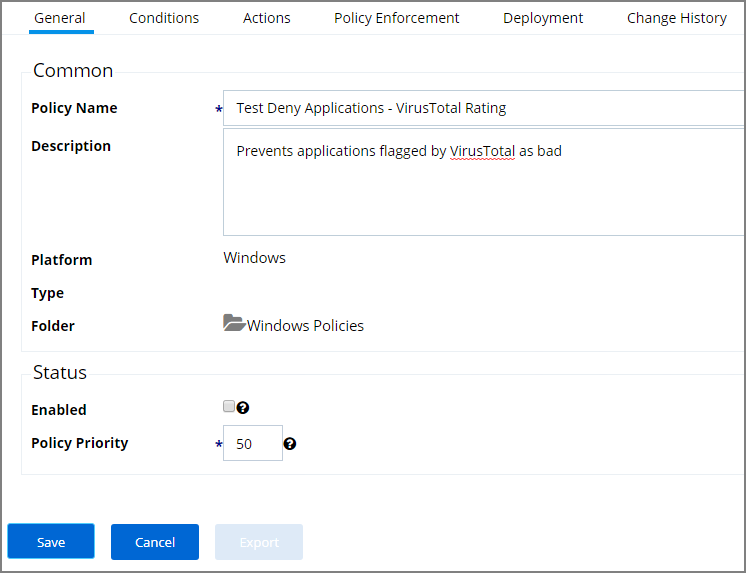 General Conditions Actions Policy Enforcement Deployment Change History
Common
Policy Name * Test Deny Applications - VirusTotal Rating
Description Prevents applications flagged by VirusTotal as bad
Platform Windows
Type
Folder Windows Policies
Status
Enabled ?
Policy Priority * 50 ?
Save Cancel Export